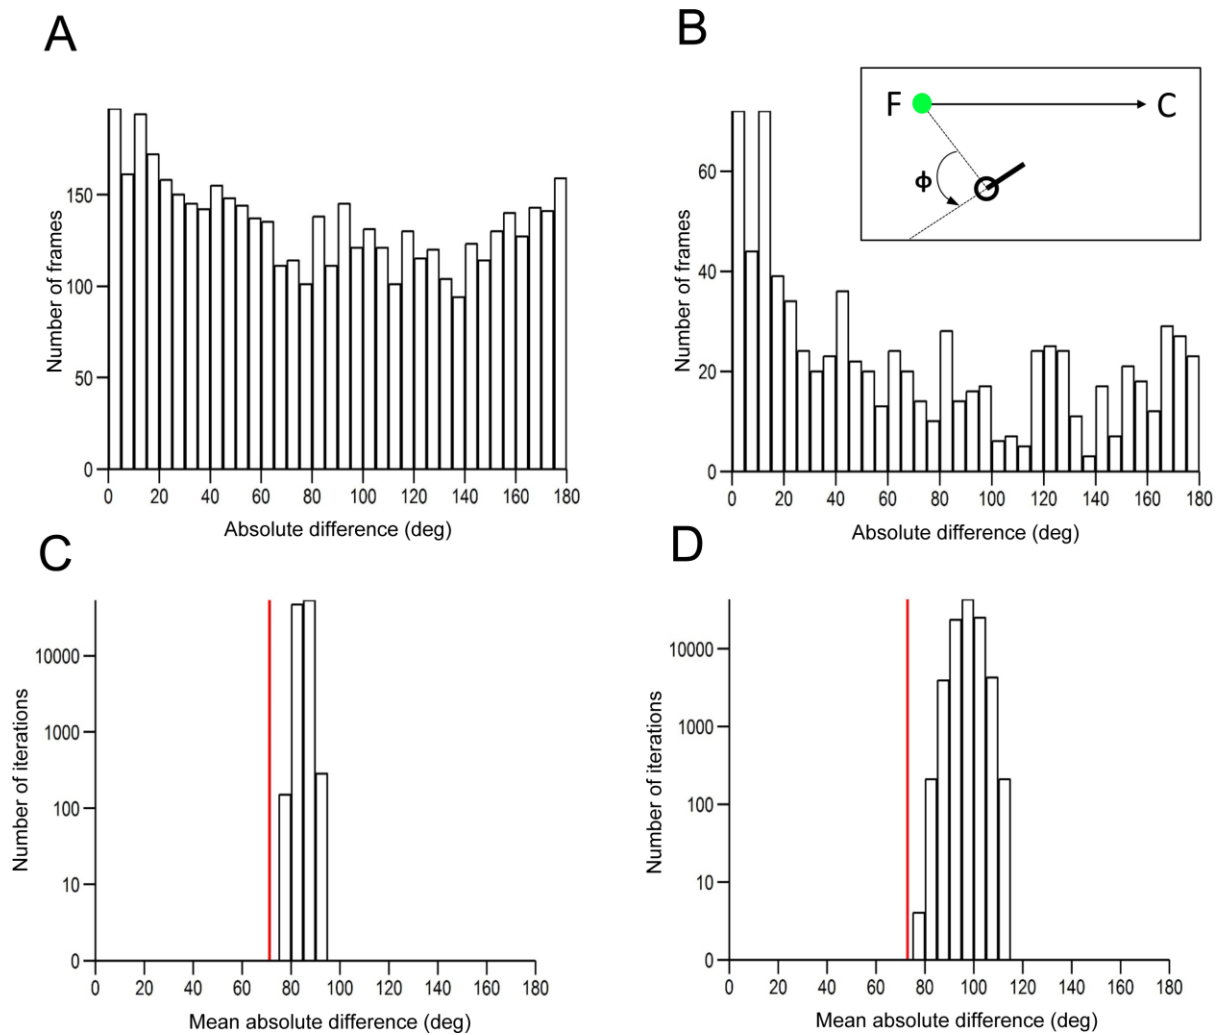 A
Number of frames
150
100
50
0
0 20 40 60 80 100 120 140 160 180
Absolute difference (deg)
B
F C
ϕ
Number of frames
60
40
20
0
0 20 40 60 80 100 120 140 160 180
Absolute difference (deg)
C
Number of iterations
10000
1000
100
10
0
0 20 40 60 80 100 120 140 160 180
Mean absolute difference (deg)
D
Number of iterations
10000
1000
100
10
0
0 20 40 60 80 100 120 140 160 180
Mean absolute difference (deg)